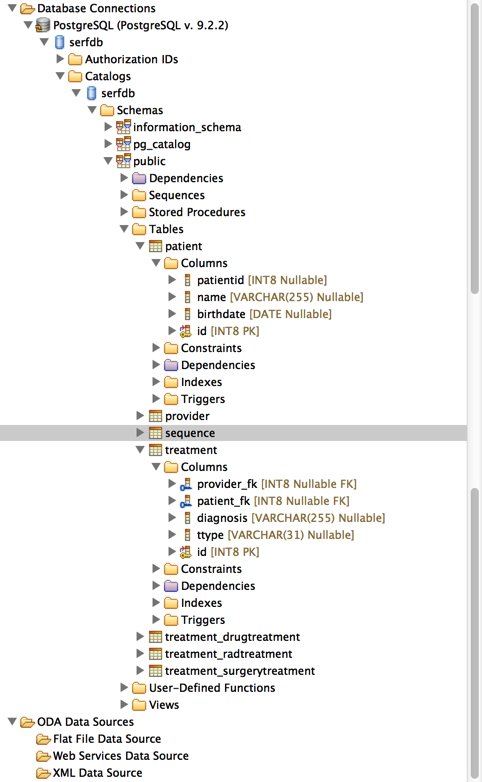 Database Connections
PostgreSQL (PostgreSQL v. 9.2.2)
serfdb
Authorization IDs
Catalogs
serfdb
Schemas
information_schema
pg_catalog
public
Dependencies
Sequences
Stored Procedures
Tables
patient
Columns
patientid [INT8 Nullable]
name [VARCHAR(255) Nullable]
birthdate [DATE Nullable]
id [INT8 PK]
Constraints
Dependencies
Indexes
Triggers
provider
sequence
treatment
Columns
provider_fk [INT8 Nullable FK]
patient_fk [INT8 Nullable FK]
diagnosis [VARCHAR(255) Nullable]
ttype [VARCHAR(31) Nullable]
id [INT8 PK]
Constraints
Dependencies
Indexes
Triggers
treatment_drugtreatment
treatment_radtreatment
treatment_surgerytreatment
User-Defined Functions
Views
ODA Data Sources
Flat File Data Source
Web Services Data Source
XML Data Source